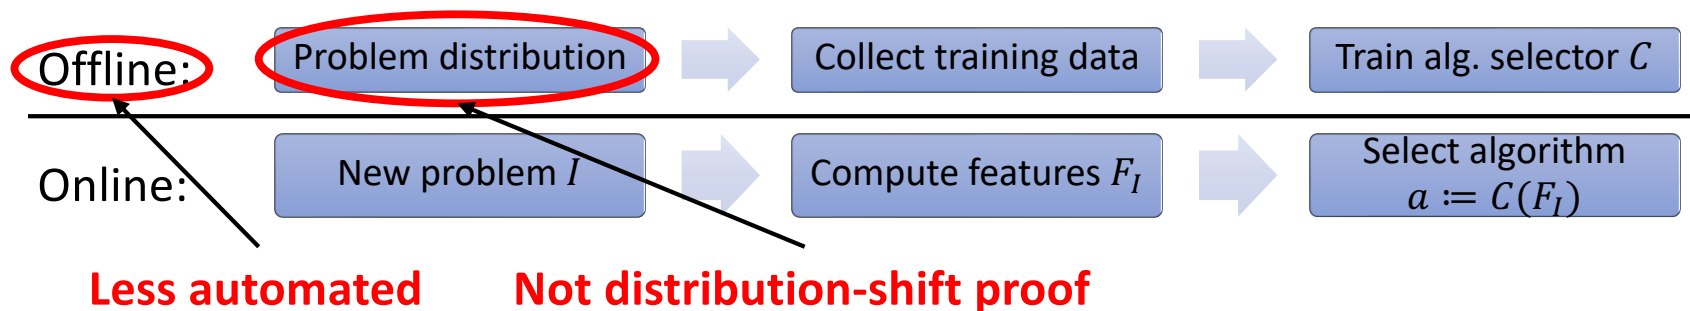 Offline:
Problem distribution
Collect training data
Train alg. selector C
Online:
New problem I
Compute features F_I
Select algorithm
a ≔ C(F_I)
Less automated
Not distribution-shift proof